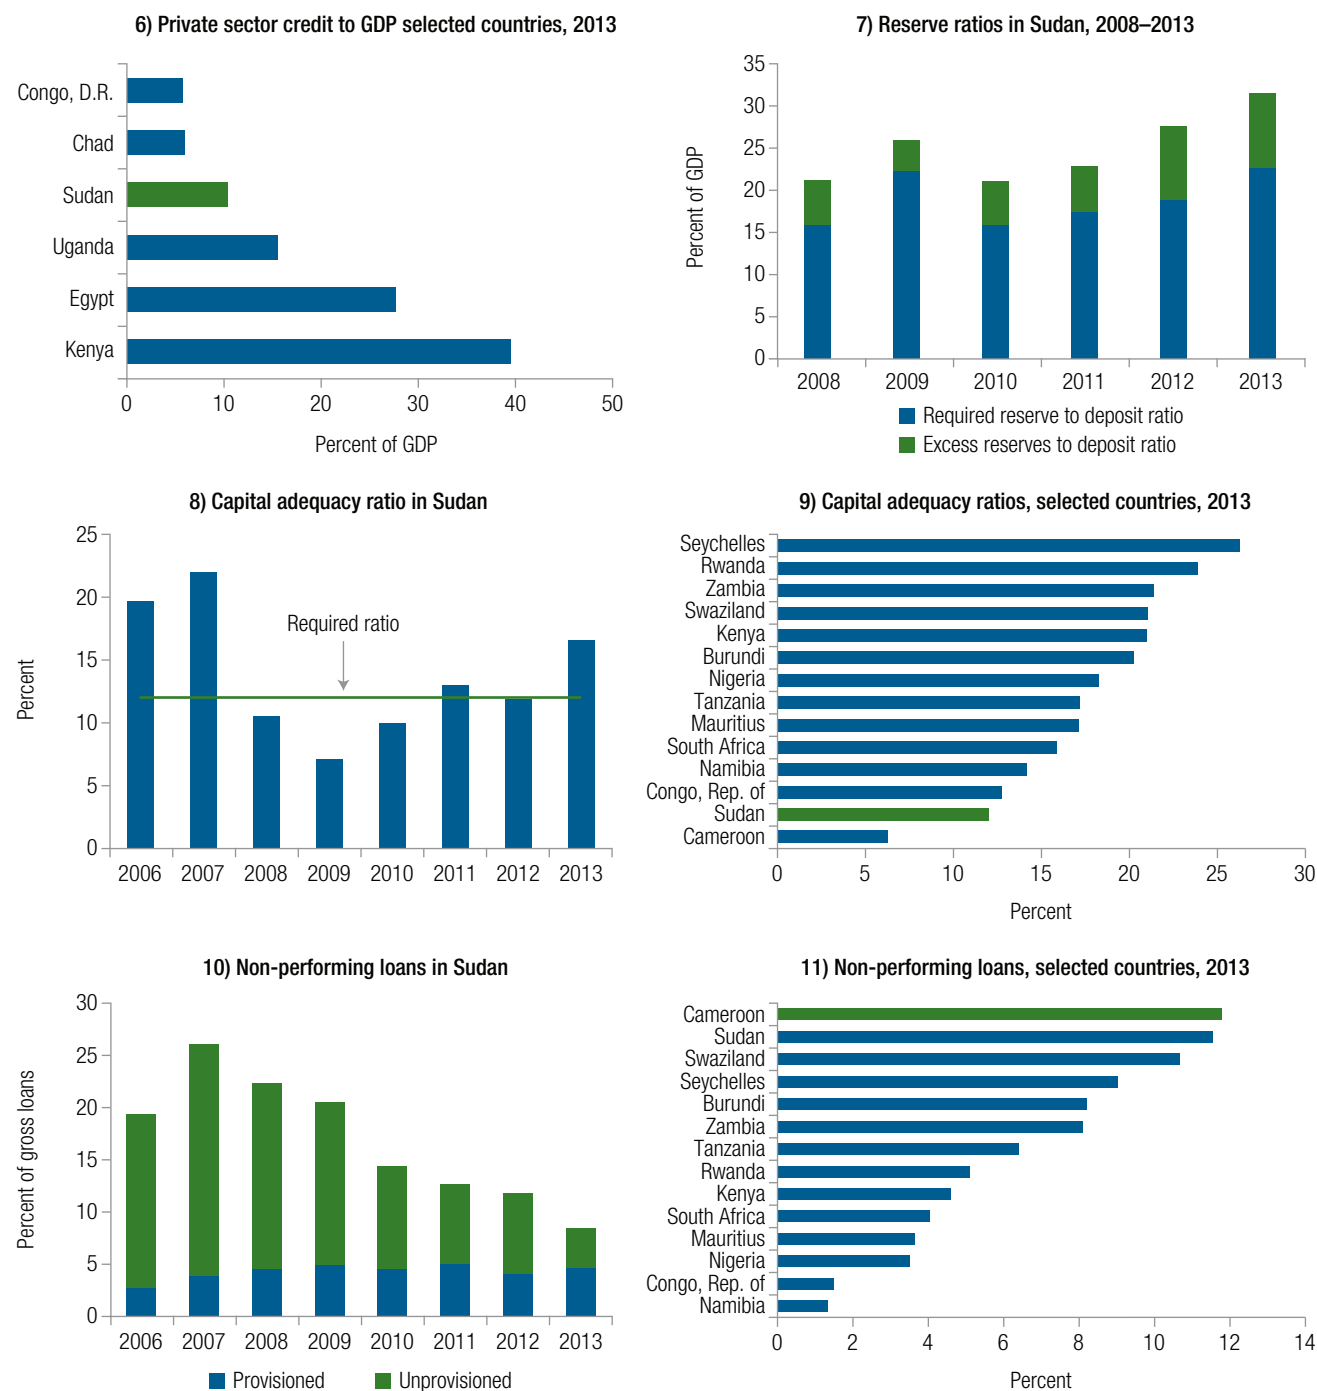 6) Private sector credit to GDP selected countries, 2013
Congo, D.R.
Chad
Sudan
Uganda
Egypt
Kenya
0 10 20 30 40 50
Percent of GDP
7) Reserve ratios in Sudan, 2008–2013
Percent of GDP
35
30
25
20
15
10
5
0
2008 2009 2010 2011 2012 2013
Required reserve to deposit ratio
Excess reserves to deposit ratio
8) Capital adequacy ratio in Sudan
Percent
25
20
15
10
5
0
Required ratio
2006 2007 2008 2009 2010 2011 2012 2013
9) Capital adequacy ratios, selected countries, 2013
Seychelles
Rwanda
Zambia
Swaziland
Kenya
Burundi
Nigeria
Tanzania
Mauritius
South Africa
Namibia
Congo, Rep. of
Sudan
Cameroon
0 5 10 15 20 25 30
Percent
10) Non-performing loans in Sudan
Percent of gross loans
30
25
20
15
10
5
0
2006 2007 2008 2009 2010 2011 2012 2013
Provisioned Unprovisioned
11) Non-performing loans, selected countries, 2013
Cameroon
Sudan
Swaziland
Seychelles
Burundi
Zambia
Tanzania
Rwanda
Kenya
South Africa
Mauritius
Nigeria
Congo, Rep. of
Namibia
0 2 4 6 8 10 12 14
Percent